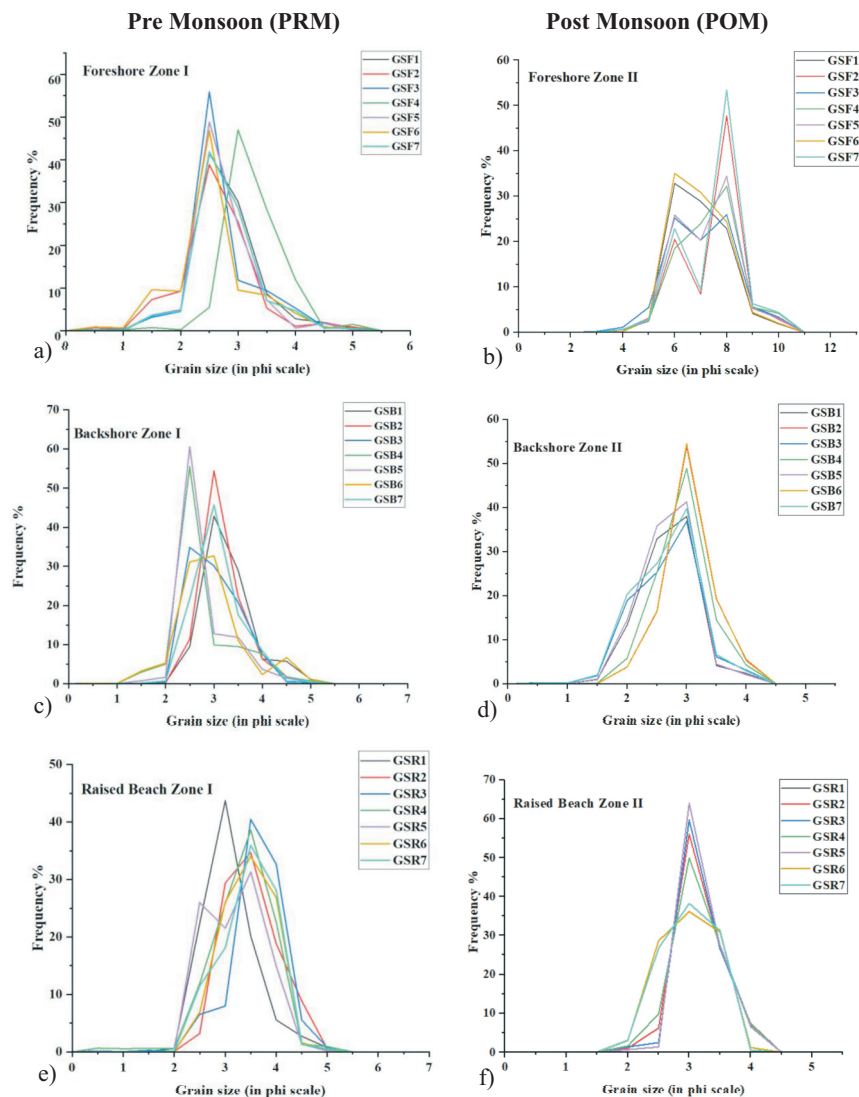 Pre Monsoon (PRM)
Post Monsoon (POM)
Foreshore Zone I
GSF1
GSF2
GSF3
GSF4
GSF5
GSF6
GSF7
60
50
40
30
20
10
0
Frequency %
0 1 2 3 4 5 6
Grain size (in phi scale)
a)
Foreshore Zone II
GSF1
GSF2
GSF3
GSF4
GSF5
GSF6
GSF7
60
50
40
30
20
10
0
Frequency %
0 1 2 3 4 5 6 7 8 9 10 11 12 13
Grain size (in phi scale)
b)
Backshore Zone I
GSB1
GSB2
GSB3
GSB4
GSB5
GSB6
GSB7
70
60
50
40
30
20
10
0
Frequency %
0 1 2 3 4 5 6 7
Grain size (in phi scale)
c)
Backshore Zone II
GSB1
GSB2
GSB3
GSB4
GSB5
GSB6
GSB7
60
50
40
30
20
10
0
Frequency %
0 1 2 3 4 5
Grain size (in phi scale)
d)
Raised Beach Zone I
GSR1
GSR2
GSR3
GSR4
GSR5
GSR6
GSR7
50
40
30
20
10
0
Frequency %
0 1 2 3 4 5 6 7
Grain size (in phi scale)
e)
Raised Beach Zone II
GSR1
GSR2
GSR3
GSR4
GSR5
GSR6
GSR7
70
60
50
40
30
20
10
0
Frequency %
0 1 2 3 4 5
Grain size (in phi scale)
f)